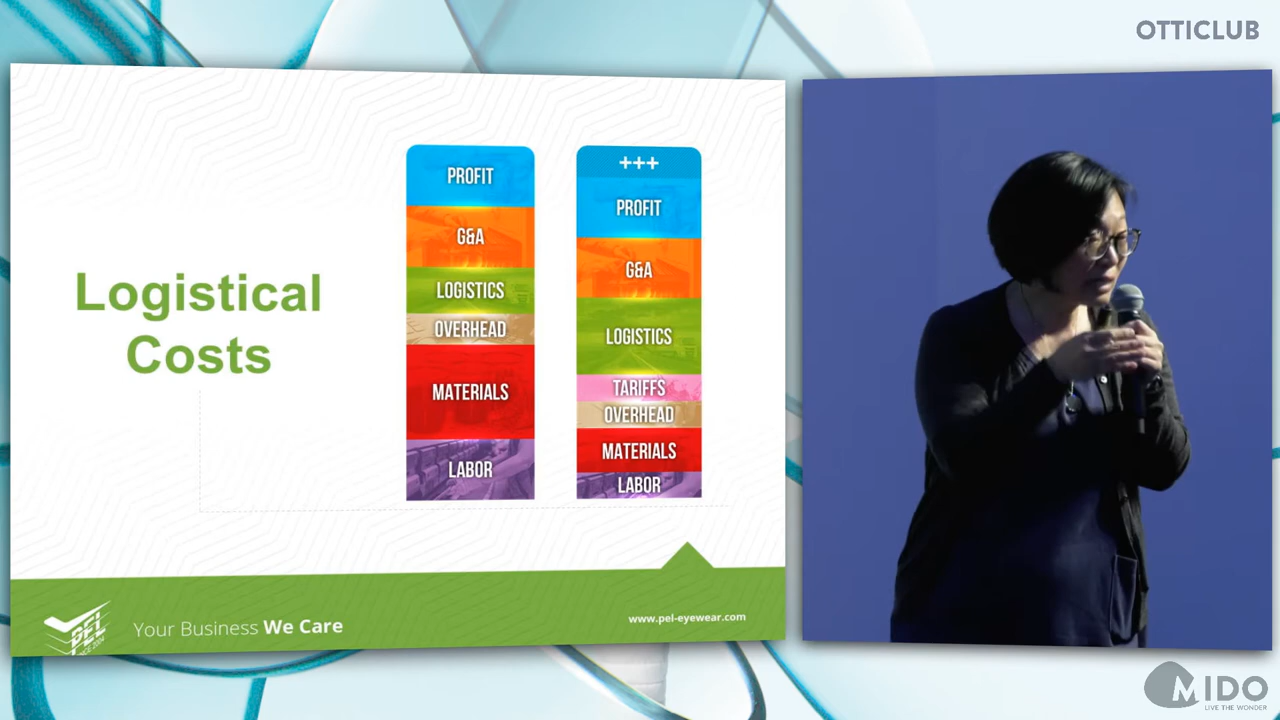 OTTICLUB
Logistical
Costs
PROFIT
G&A
LOGISTICS
OVERHEAD
MATERIALS
LABOR
+++
PROFIT
G&A
LOGISTICS
TARIFFS
OVERHEAD
MATERIALS
LABOR
PEL
Your Business We Care
www.pel-eyewear.com
MIDO
LIVE THE WONDER